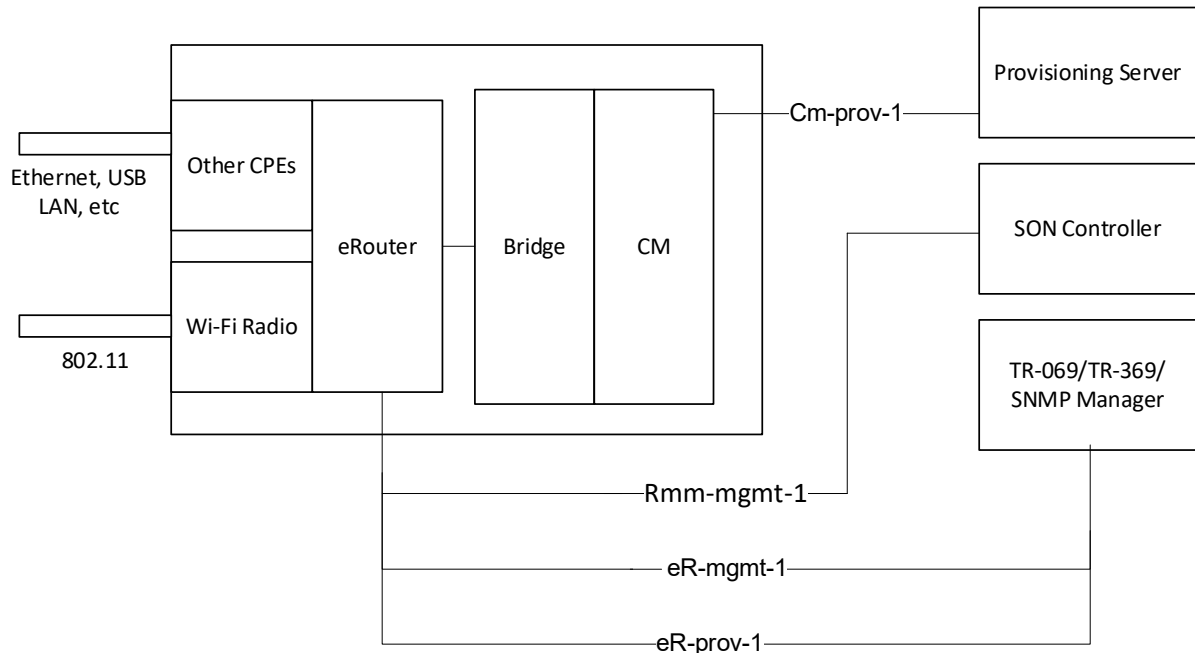 Provisioning Server
Cm-prov-1
Other CPEs
Ethernet, USB
LAN, etc
eRouter
Bridge
CM
SON Controller
Wi-Fi Radio
802.11
TR-069/TR-369/
SNMP Manager
Rmm-mgmt-1
eR-mgmt-1
eR-prov-1